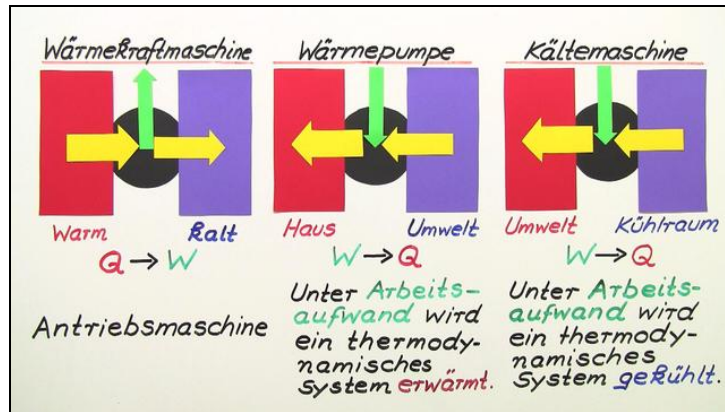 Wärmekraftmaschine
Warm kalt
Q → W
Antriebsmaschine
Wärmepumpe
Haus Umwelt
W → Q
Unter Arbeits-
aufwand wird
ein thermody-
namisches
System erwärmt.
Kältemaschine
Umwelt Kühlraum
W → Q
Unter Arbeits-
aufwand wird
ein thermody-
namisches
System gekühlt.